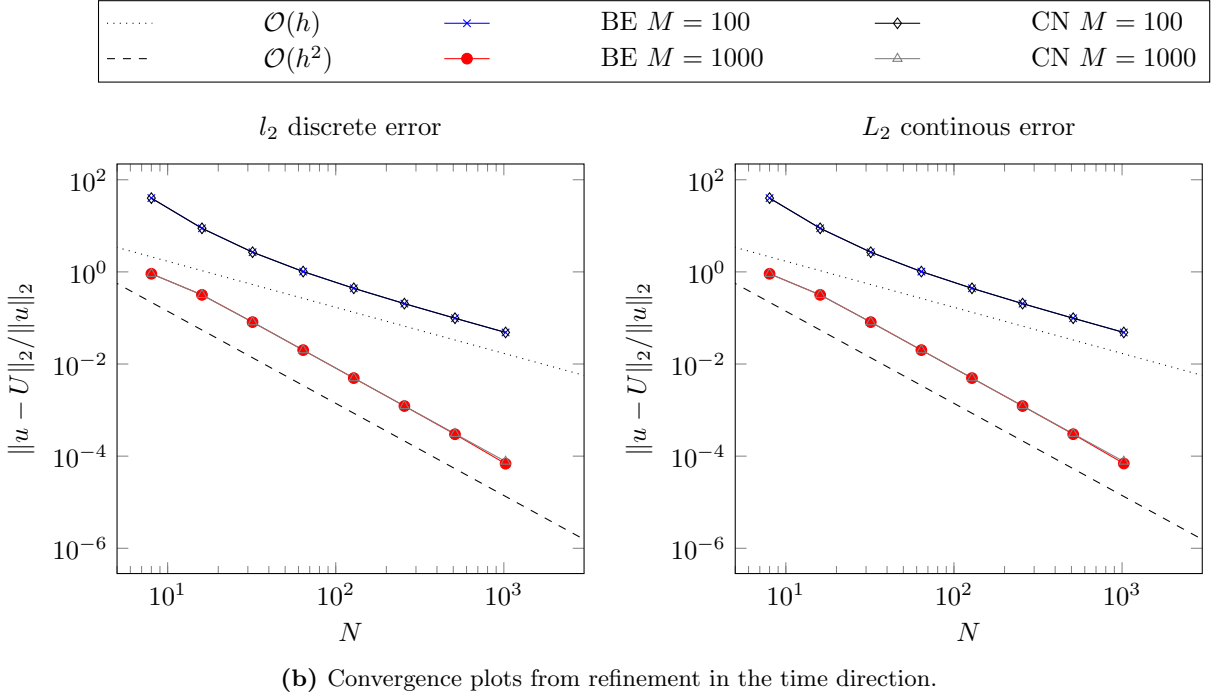 O(h) BE M = 100 CN M = 100
O(h²) BE M = 1000 CN M = 1000
l₂ discrete error
L₂ continous error
10² 10⁰ 10⁻² 10⁻⁴ 10⁻⁶
‖u − U‖₂/‖u‖₂
10¹ 10² 10³
N
10² 10⁰ 10⁻² 10⁻⁴ 10⁻⁶
‖u − U‖₂/‖u‖₂
10¹ 10² 10³
N
(b) Convergence plots from refinement in the time direction.